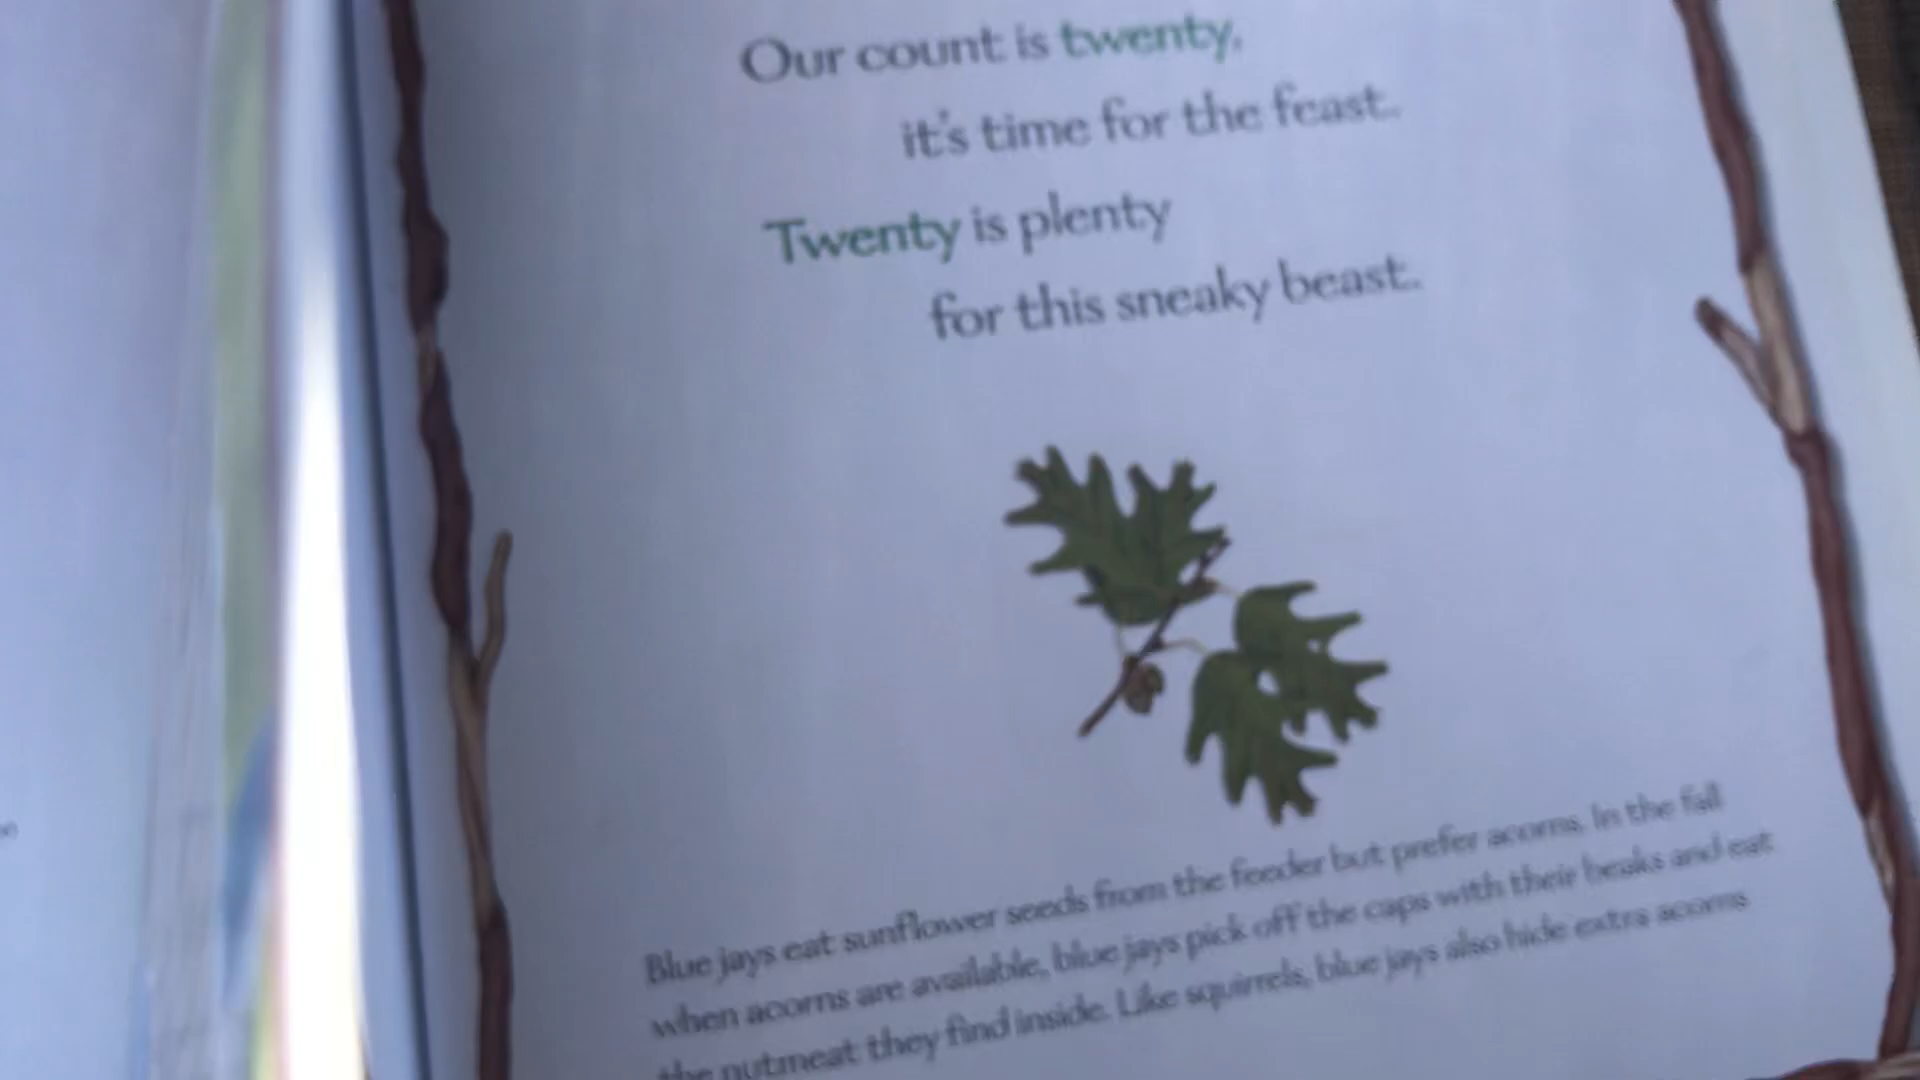 Our count is twenty,
it's time for the feast.
Twenty is plenty
for this sneaky beast.
Blue jays eat sunflower seeds from the feeder but prefer acorns. In the fall
when acorns are available, blue jays pick off the caps with their beaks and eat
the nutmeat they find inside. Like squirrels, blue jays also hide extra acorns